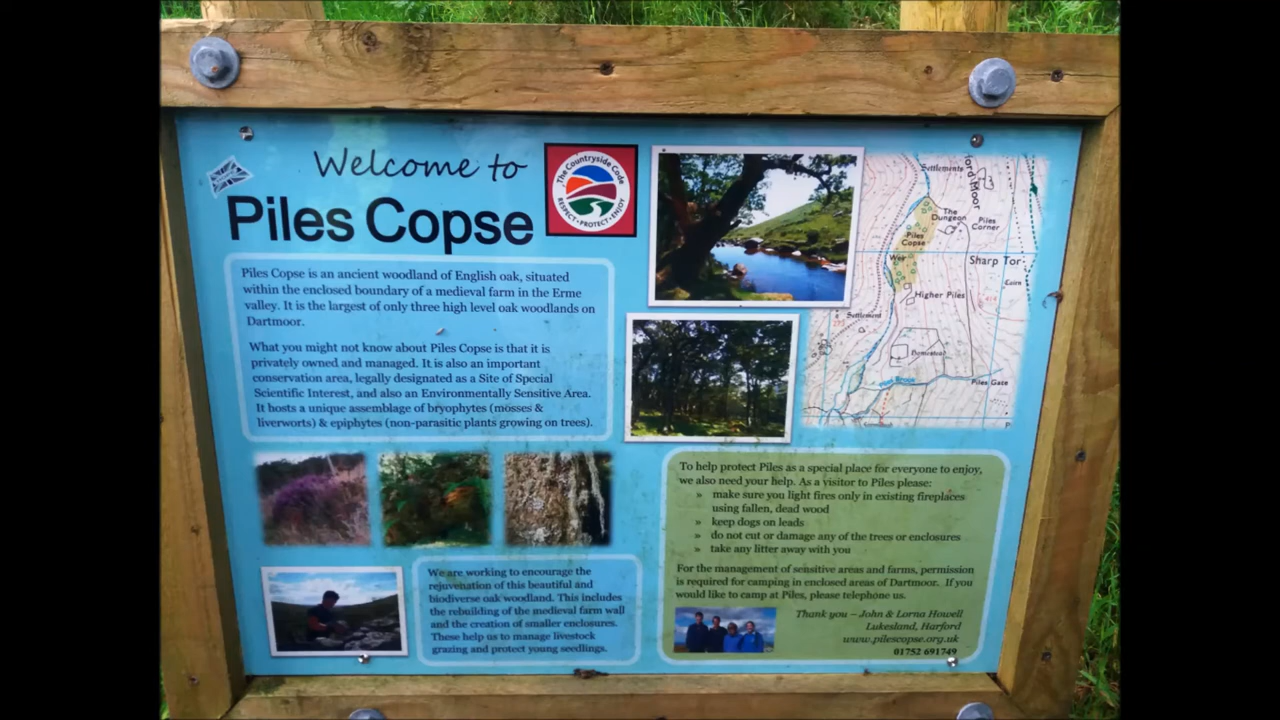 Welcome to
Piles Copse
The Countryside Code
RESPECT • PROTECT • ENJOY
Piles Copse is an ancient woodland of English oak, situated
within the enclosed boundary of a medieval farm in the Erme
valley. It is the largest of only three high level oak woodlands on
Dartmoor.
What you might not know about Piles Copse is that it is
privately owned and managed. It is also an important
conservation area, legally designated as a Site of Special
Scientific Interest, and also an Environmentally Sensitive Area.
It hosts a unique assemblage of bryophytes (mosses &
liverworts) & epiphytes (non-parasitic plants growing on trees).
Settlements
The
Dungeon
Piles
Corner
Piles
Copse
Weir
Sharp Tor
Cairn
Higher Piles
Settlement
Homestead
Piles Gate
We are working to encourage the
rejuvenation of this beautiful and
biodiverse oak woodland. This includes
the rebuilding of the medieval farm wall
and the creation of smaller enclosures.
These help us to manage livestock
grazing and protect young seedlings.
To help protect Piles as a special place for everyone to enjoy,
we also need your help. As a visitor to Piles please:
» make sure you light fires only in existing fireplaces
using fallen, dead wood
» keep dogs on leads
» do not cut or damage any of the trees or enclosures
» take any litter away with you
For the management of sensitive areas and farms, permission
is required for camping in enclosed areas of Dartmoor. If you
would like to camp at Piles, please telephone us.
Thank you – John & Lorna Howell
Lukesland, Harford
www.pilescopse.org.uk
01752 691749